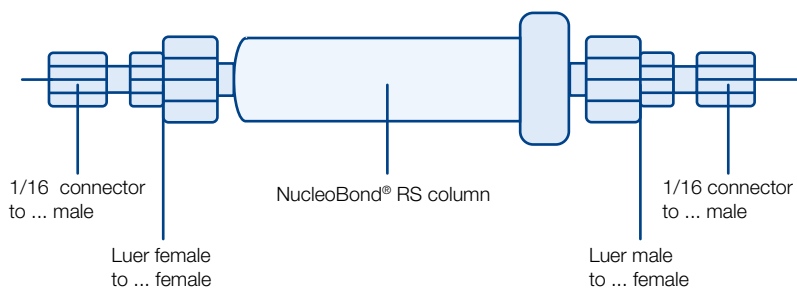 1/16 connector
to ... male
NucleoBond® RS column
1/16 connector
to ... male
Luer female
to ... female
Luer male
to ... female